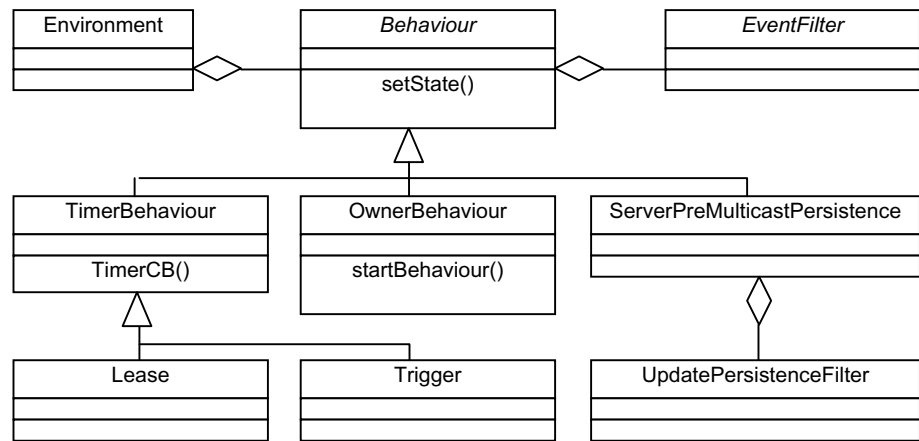 Environment
Behaviour
EventFilter
setState()
TimerBehaviour
OwnerBehaviour
ServerPreMulticastPersistence
TimerCB()
startBehaviour()
Lease
Trigger
UpdatePersistenceFilter